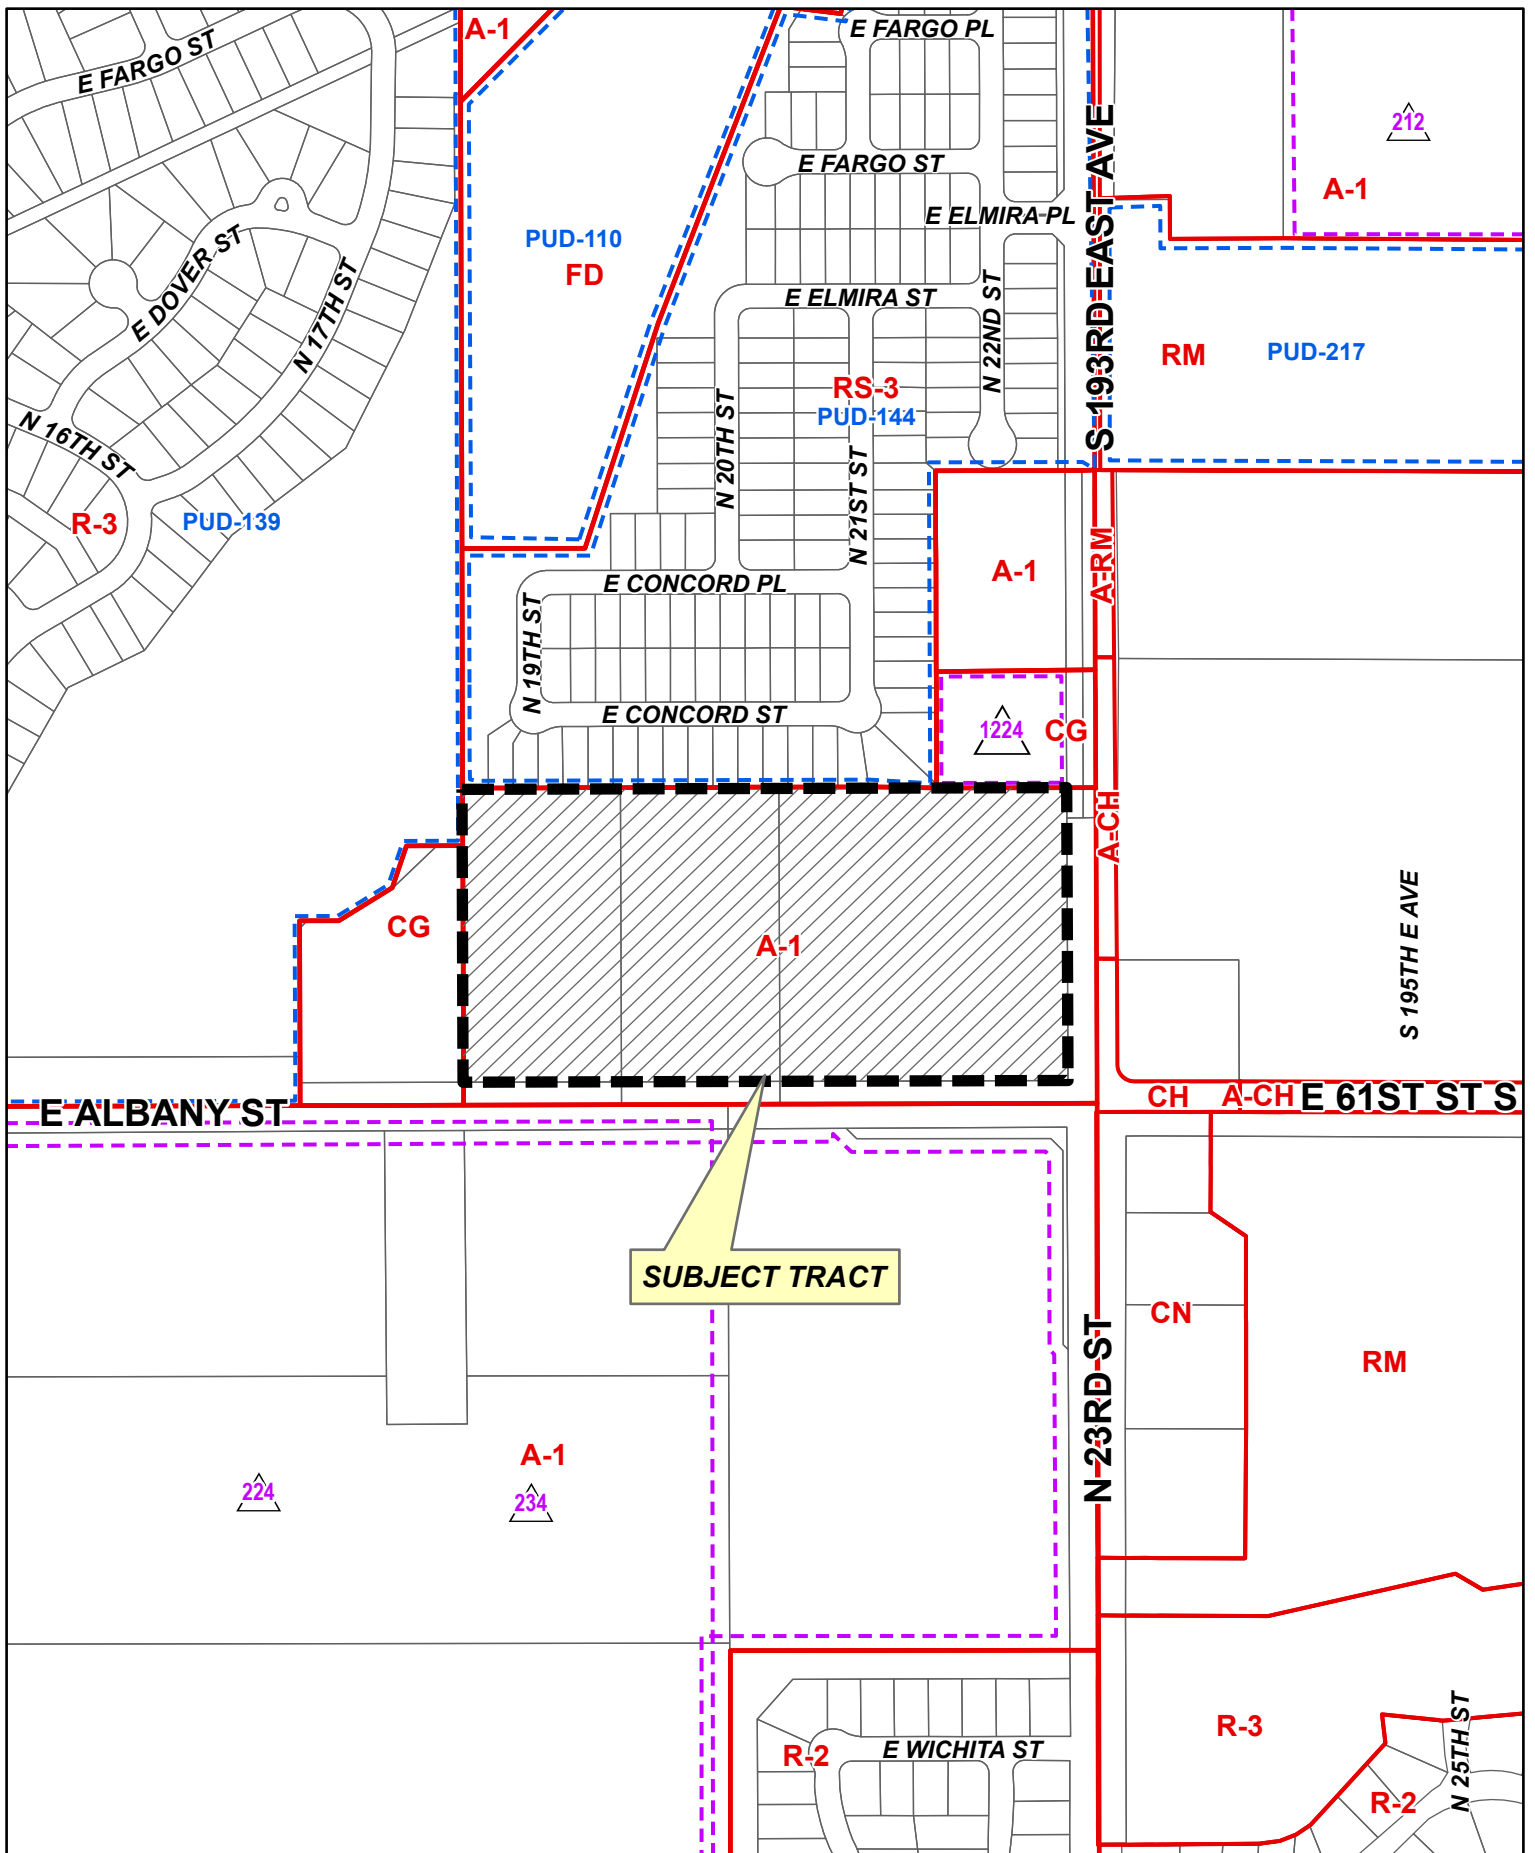 A-1
E FARGO PL
E FARGO ST
212
E FARGO ST
A-1
E ELMIRA PL
S 193RD EAST AVE
PUD-110
FD
E DOVER ST
N 17TH ST
E ELMIRA ST
N 22ND ST
RM
PUD-217
RS-3
PUD-144
N 16TH ST
N 20TH ST
N 21ST ST
R-3
PUD-139
A-1
A-RM
E CONCORD PL
N 19TH ST
E CONCORD ST
1224
CG
A-CH
CG
A-1
S 195TH E AVE
E ALBANY ST
CH
A-CH
E 61ST ST S
SUBJECT TRACT
CN
RM
N 23RD ST
A-1
224
234
R-3
N 25TH ST
R-2
E WICHITA ST
R-2